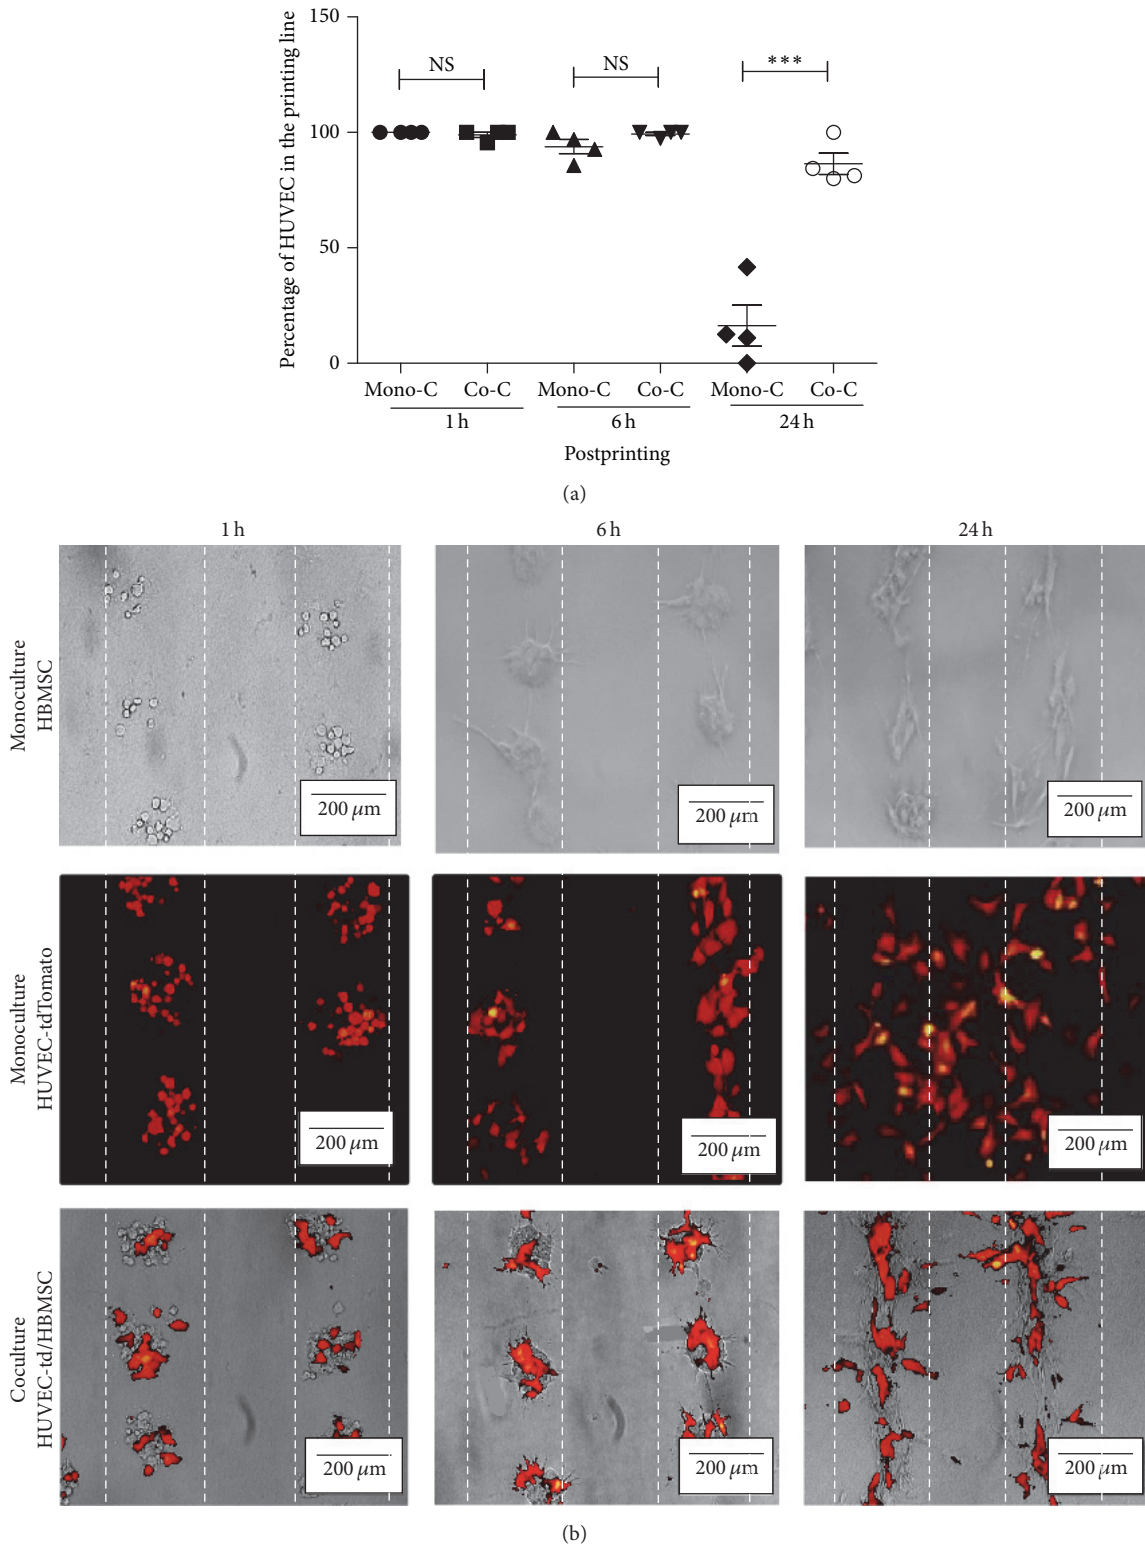 Percentage of HUVEC in the printing line
150
100
50
0
NS
NS
***
Mono-C Co-C Mono-C Co-C Mono-C Co-C
1 h 6 h 24 h
Postprinting
(a)
1 h 6 h 24 h
Monoculture
HBMSC
200 μm 200 μm 200 μm
Monoculture
HUVEC-tdTomato
200 μm 200 μm 200 μm
Coculture
HUVEC-td/HBMSC
200 μm 200 μm 200 μm
(b)